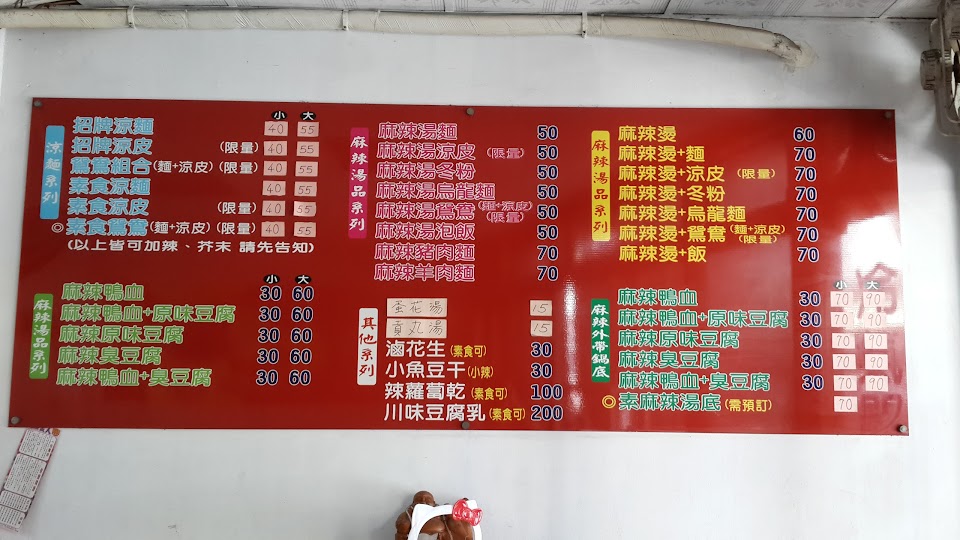 涼麵系列
小 大
招牌涼麵 40 55
招牌涼皮 (限量) 40 55
鴛鴦組合(麵+涼皮)(限量) 40 55
素食涼麵 40 55
素食涼皮 (限量) 40 55
◎素食鴛鴦(麵+涼皮)(限量) 40 55
(以上皆可加辣、芥末 請先告知)
麻辣湯品系列
小 大
麻辣鴨血 30 60
麻辣鴨血+原味豆腐 30 60
麻辣原味豆腐 30 60
麻辣臭豆腐 30 60
麻辣鴨血+臭豆腐 30 60
麻辣湯品系列
麻辣湯麵 50
麻辣湯涼皮 (限量) 50
麻辣湯冬粉 50
麻辣湯烏龍麵 50
麻辣湯鴛鴦(麵+涼皮)(限量) 50
麻辣湯泡飯 50
麻辣豬肉麵 70
麻辣羊肉麵 70
其他系列
蛋花湯 15
貢丸湯 15
滷花生(素食可) 30
小魚豆干(小辣) 30
辣蘿蔔乾(素食可) 100
川味豆腐乳(素食可) 200
麻辣湯品系列
麻辣燙 60
麻辣燙+麵 70
麻辣燙+涼皮 (限量) 70
麻辣燙+冬粉 70
麻辣燙+烏龍麵 70
麻辣燙+鴛鴦(麵+涼皮)(限量) 70
麻辣燙+飯 70
麻辣外帶鍋底
小 大
麻辣鴨血 30 70 90
麻辣鴨血+原味豆腐 30 70 90
麻辣原味豆腐 30 70 90
麻辣臭豆腐 30 70 90
麻辣鴨血+臭豆腐 30 70 90
◎素麻辣湯底(需預訂) 70